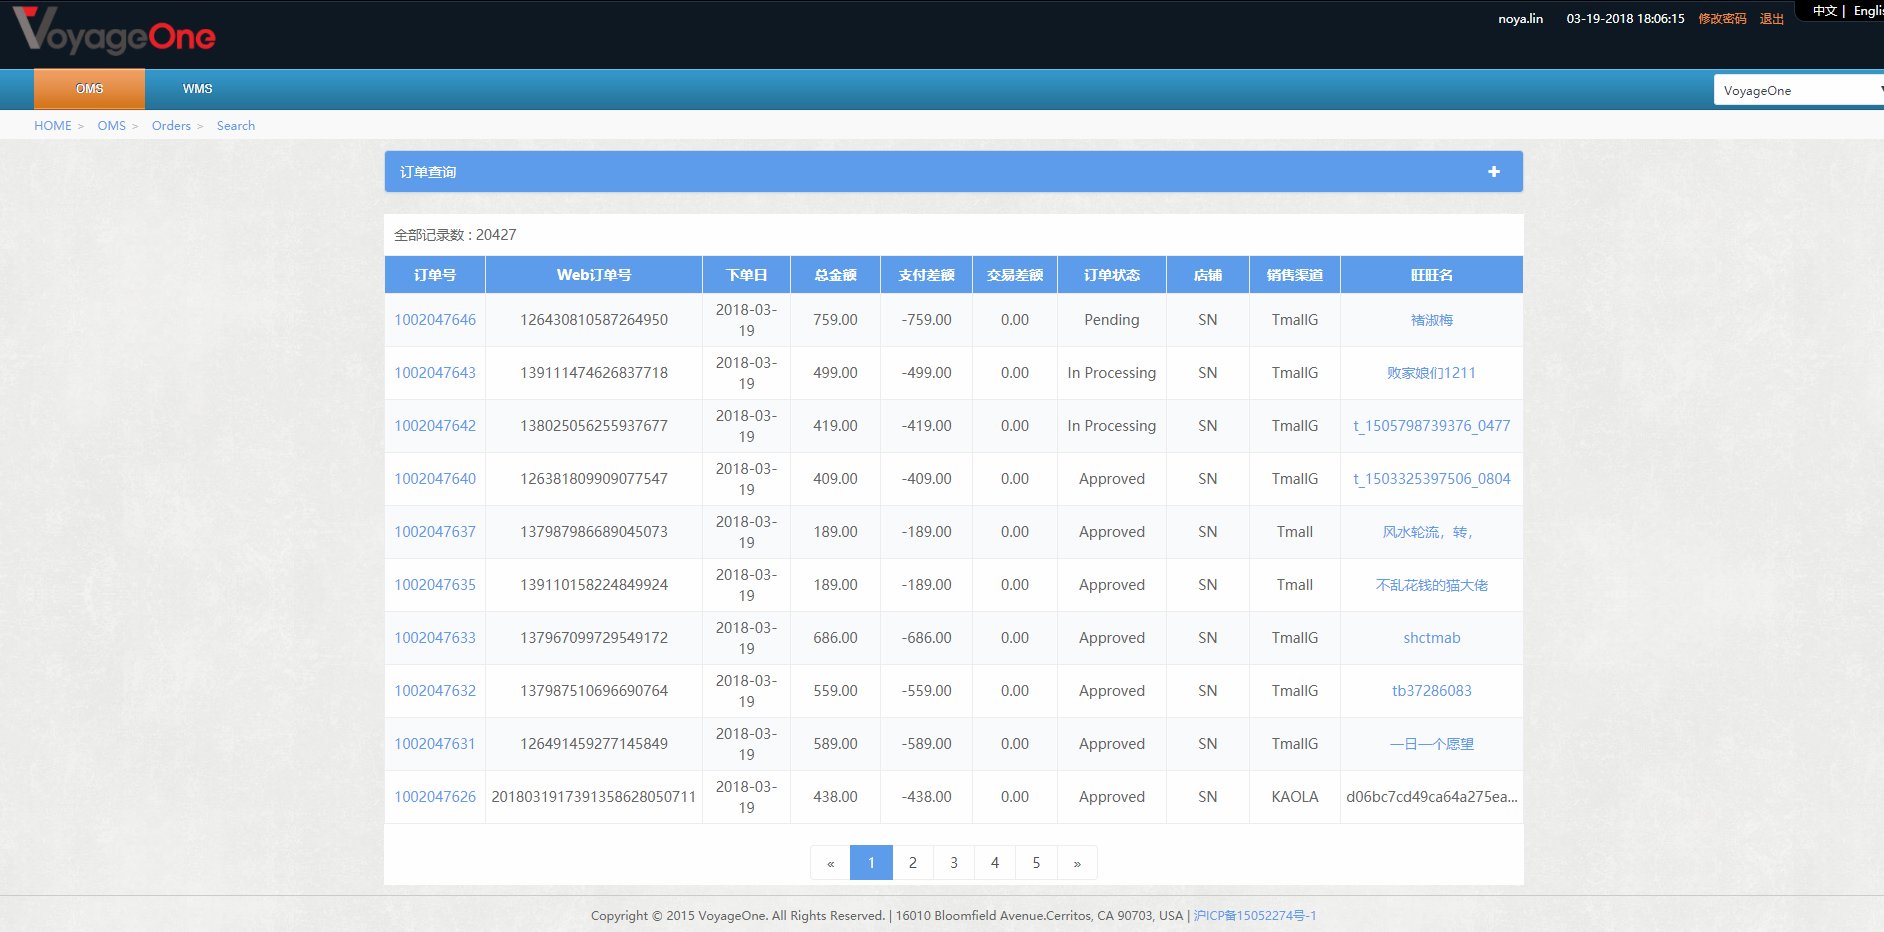 VoyageOne
noya.lin 03-19-2018 18:06:15 修改密码 退出 中文 | Englis
OMS WMS
VoyageOne
HOME > OMS > Orders > Search
订单查询
全部记录数 : 20427
订单号 Web订单号 下单日 总金额 支付差额 交易差额 订单状态 店铺 销售渠道 旺旺名
1002047646 126430810587264950 2018-03-19 759.00 -759.00 0.00 Pending SN TmallG 褚淑梅
1002047643 139111474626837718 2018-03-19 499.00 -499.00 0.00 In Processing SN TmallG 败家娘们1211
1002047642 138025056255937677 2018-03-19 419.00 -419.00 0.00 In Processing SN TmallG t_1505798739376_0477
1002047640 126381809909077547 2018-03-19 409.00 -409.00 0.00 Approved SN TmallG t_1503325397506_0804
1002047637 137987986689045073 2018-03-19 189.00 -189.00 0.00 Approved SN Tmall 风水轮流，转，
1002047635 139110158224849924 2018-03-19 189.00 -189.00 0.00 Approved SN Tmall 不乱花钱的猫大佬
1002047633 137967099729549172 2018-03-19 686.00 -686.00 0.00 Approved SN TmallG shctmab
1002047632 137987510696690764 2018-03-19 559.00 -559.00 0.00 Approved SN TmallG tb37286083
1002047631 126491459277145849 2018-03-19 589.00 -589.00 0.00 Approved SN TmallG 一日一个愿望
1002047626 2018031917391358628050711 2018-03-19 438.00 -438.00 0.00 Approved SN KAOLA d06bc7cd49ca64a275ea...
« 1 2 3 4 5 »
Copyright © 2015 VoyageOne. All Rights Reserved. | 16010 Bloomfield Avenue.Cerritos, CA 90703, USA | 沪ICP备15052274号-1